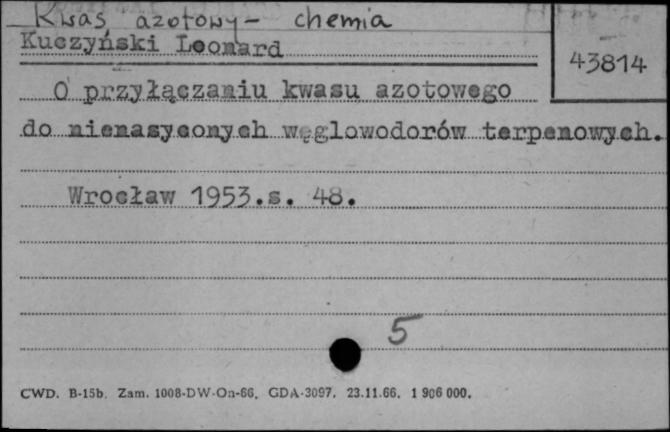 Kwas azotowy - chemia
Kuczyński Leonard
43814
O przyłączaniu kwasu azotowego
do nienasyconych węglowodorów terpenowych.
Wrocław 1953.s. 48.
5
CWD. B-15b. Zam. 1008-DW-On-66. GDA-3097. 23.11.66. 1 906 000.